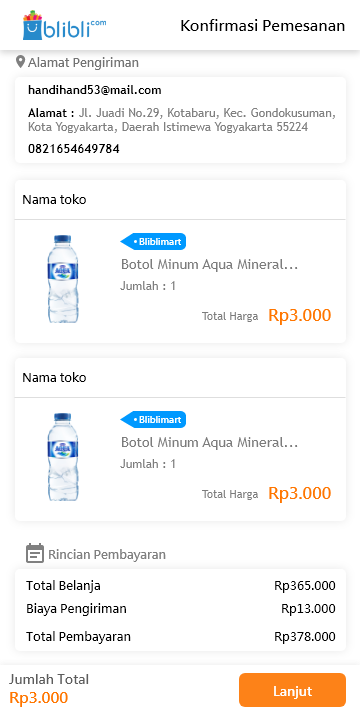 blibli.com
Konfirmasi Pemesanan
Alamat Pengiriman
handihand53@mail.com
Alamat : Jl. Juadi No.29, Kotabaru, Kec. Gondokusuman,
Kota Yogyakarta, Daerah Istimewa Yogyakarta 55224
0821654649784
Nama toko
AQUA
Bliblimart
Botol Minum Aqua Mineral...
Jumlah : 1
Total Harga Rp3.000
Nama toko
AQUA
Bliblimart
Botol Minum Aqua Mineral...
Jumlah : 1
Total Harga Rp3.000
Rincian Pembayaran
Total Belanja Rp365.000
Biaya Pengiriman Rp13.000
Total Pembayaran Rp378.000
Jumlah Total
Rp3.000
Lanjut